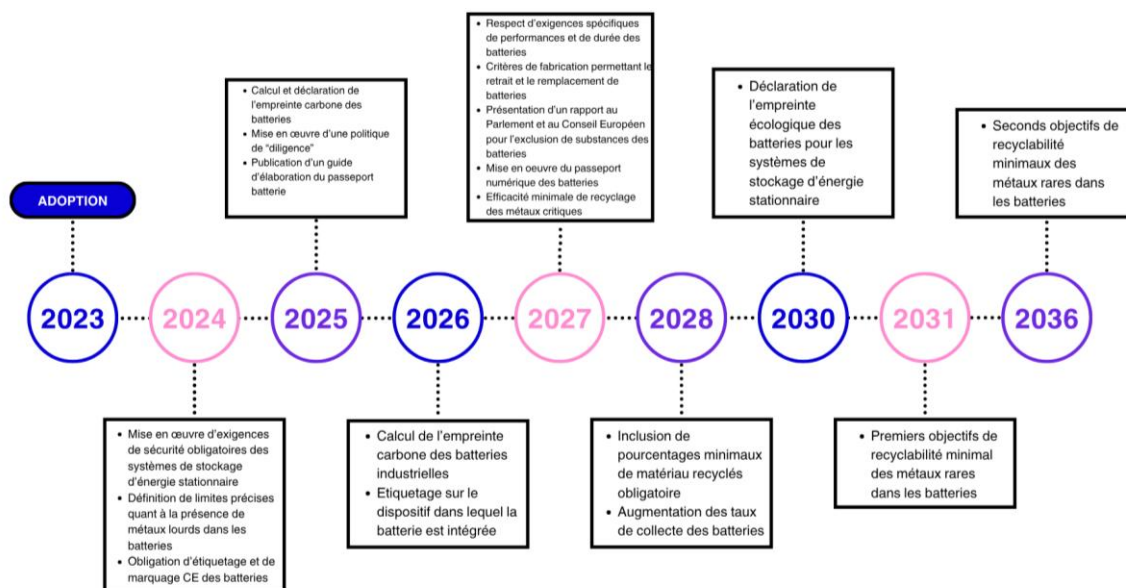 ADOPTION
2023
2024
• Mise en œuvre d'exigences
de sécurité obligatoires des
systèmes de stockage
d'énergie stationnaire
• Définition de limites précises
quant à la présence de
métaux lourds dans les
batteries
• Obligation d'étiquetage et de
marquage CE des batteries
• Calcul et déclaration de
l'empreinte carbone des
batteries
• Mise en œuvre d'une politique
de "diligence"
• Publication d'un guide
d'élaboration du passeport
batterie
2025
2026
• Calcul de l'empreinte
carbone des batteries
industrielles
• Etiquetage sur le
dispositif dans lequel la
batterie est intégrée
• Respect d'exigences spécifiques
de performances et de durée des
batteries
• Critères de fabrication permettant le
retrait et le remplacement de
batteries
• Présentation d'un rapport au
Parlement et au Conseil Européen
pour l'exclusion de substances des
batteries
• Mise en oeuvre du passeport
numérique des batteries
• Efficacité minimale de recyclage
des métaux critiques
2027
2028
• Inclusion de
pourcentages minimaux
de matériau recyclés
obligatoire
• Augmentation des taux
de collecte des batteries
• Déclaration de
l'empreinte
écologique des
batteries pour les
systèmes de
stockage d'énergie
stationnaire
2030
2031
• Premiers objectifs de
recyclabilité minimal
des métaux rares
dans les batteries
• Seconds objectifs de
recyclabilité
minimaux des
métaux rares dans
les batteries
2036